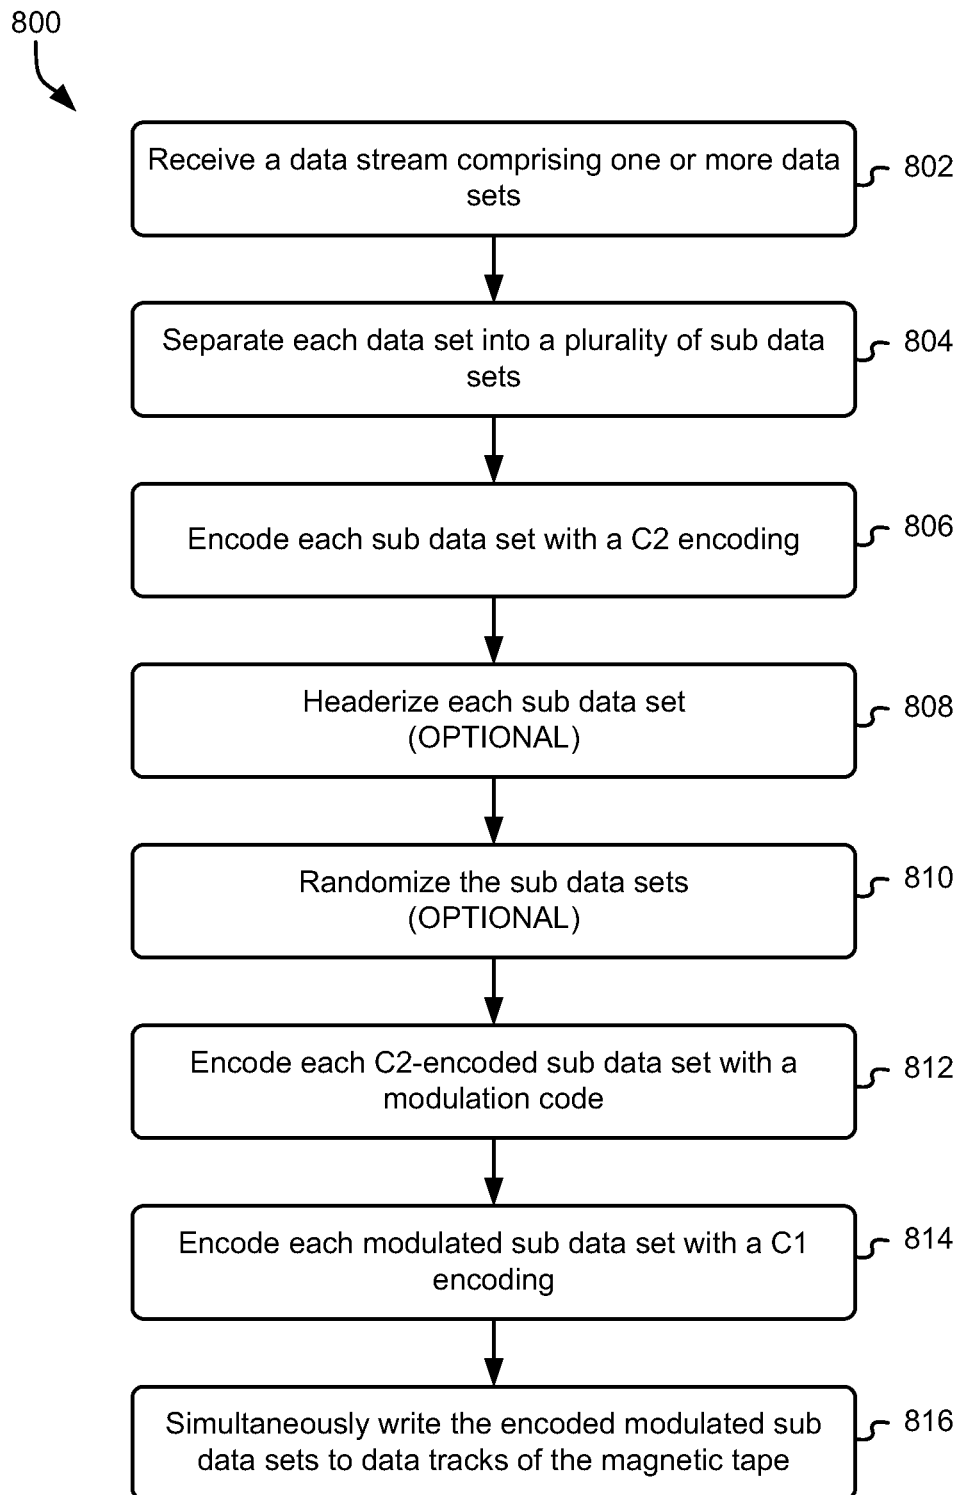 800
Receive a data stream comprising one or more data
sets
802
Separate each data set into a plurality of sub data
sets
804
Encode each sub data set with a C2 encoding
806
Headerize each sub data set
(OPTIONAL)
808
Randomize the sub data sets
(OPTIONAL)
810
Encode each C2-encoded sub data set with a
modulation code
812
Encode each modulated sub data set with a C1
encoding
814
Simultaneously write the encoded modulated sub
data sets to data tracks of the magnetic tape
816